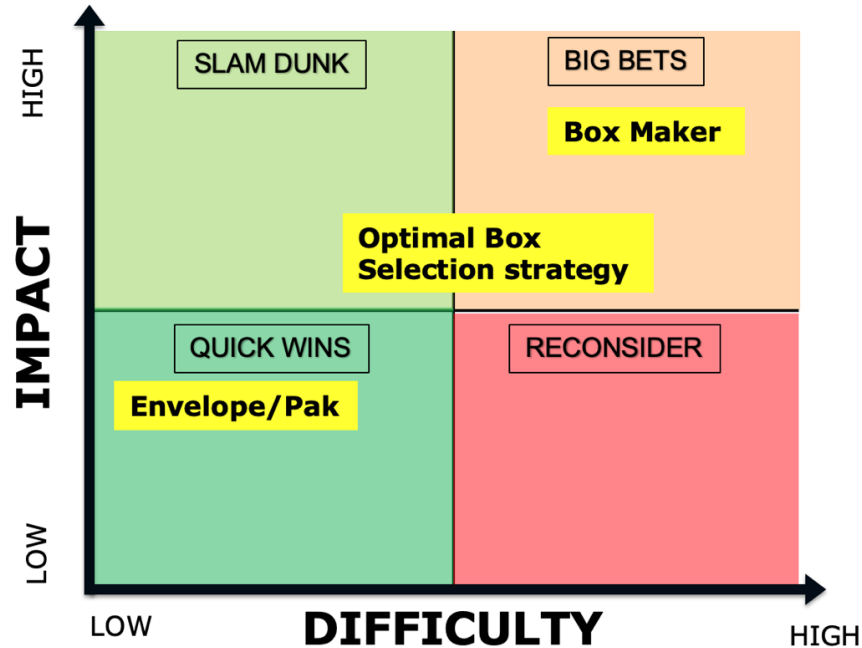 HIGH
SLAM DUNK
BIG BETS
Box Maker
IMPACT
Optimal Box
Selection strategy
QUICK WINS
RECONSIDER
Envelope/Pak
LOW
LOW
DIFFICULTY
HIGH